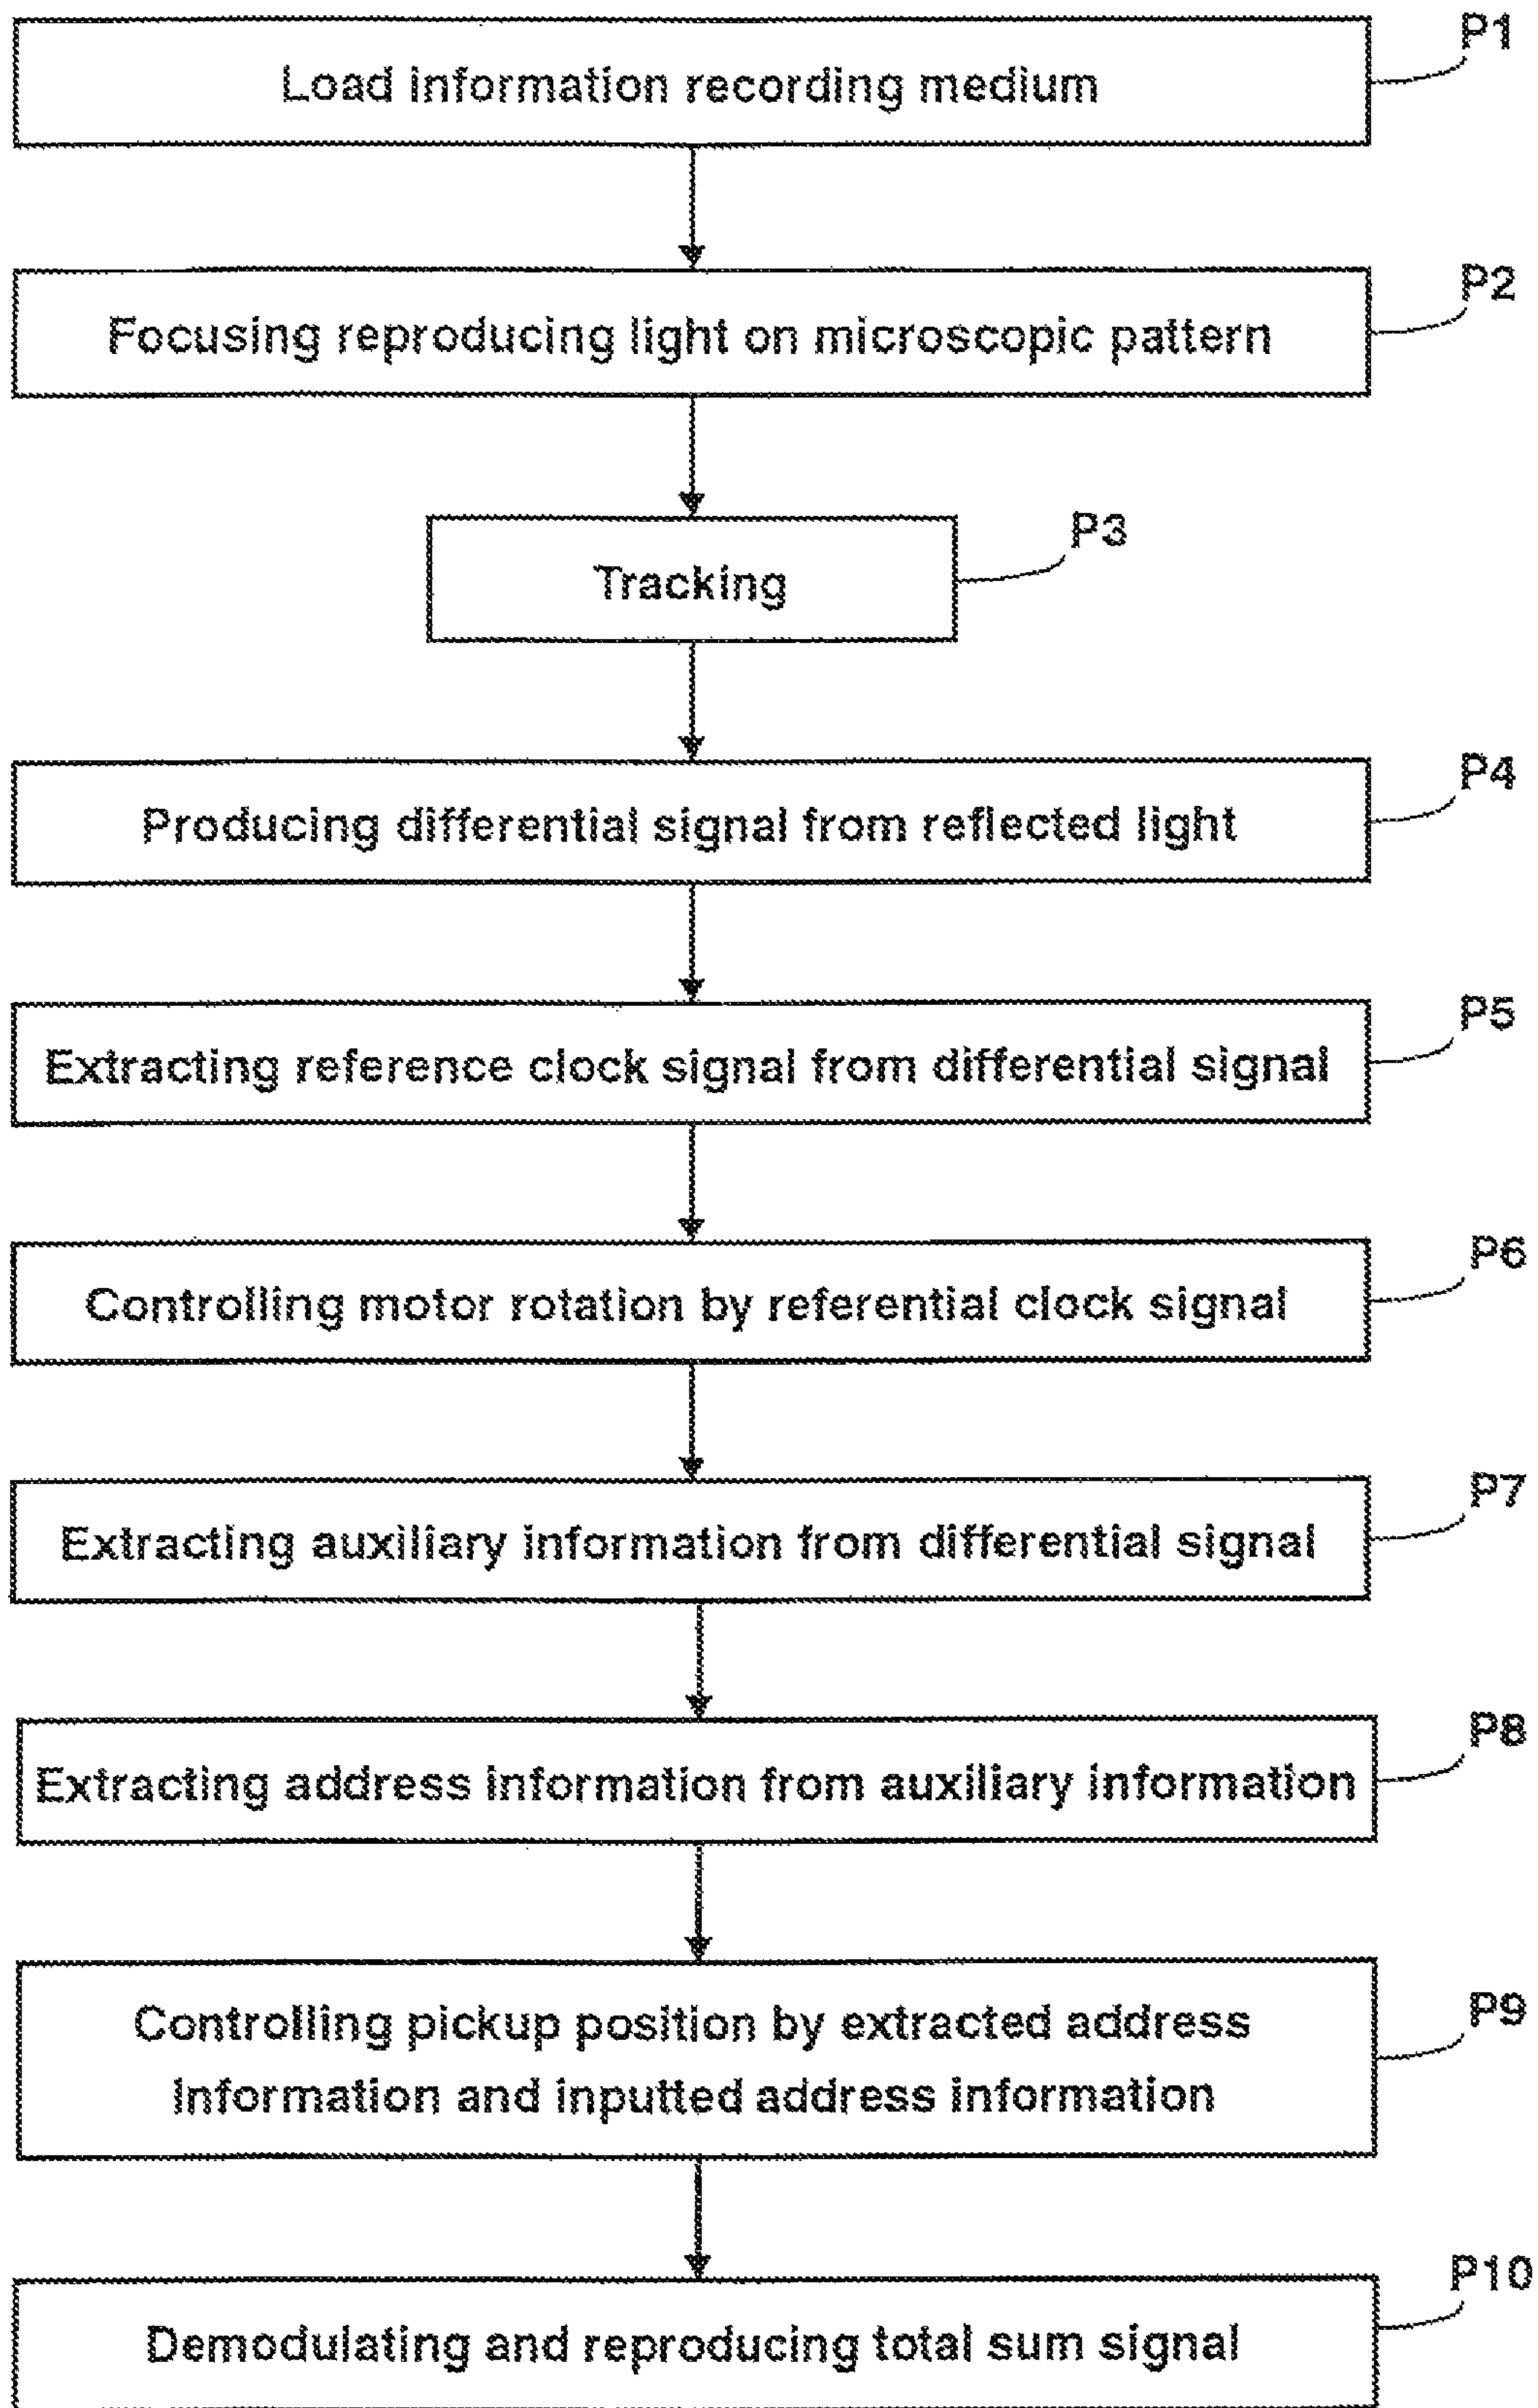 P1
Load information recording medium
P2
Focusing reproducing light on microscopic pattern
P3
Tracking
P4
Producing differential signal from reflected light
P5
Extracting reference clock signal from differential signal
P6
Controlling motor rotation by referential clock signal
P7
Extracting auxiliary information from differential signal
P8
Extracting address information from auxiliary information
P9
Controlling pickup position by extracted address
information and inputted address information
P10
Demodulating and reproducing total sum signal